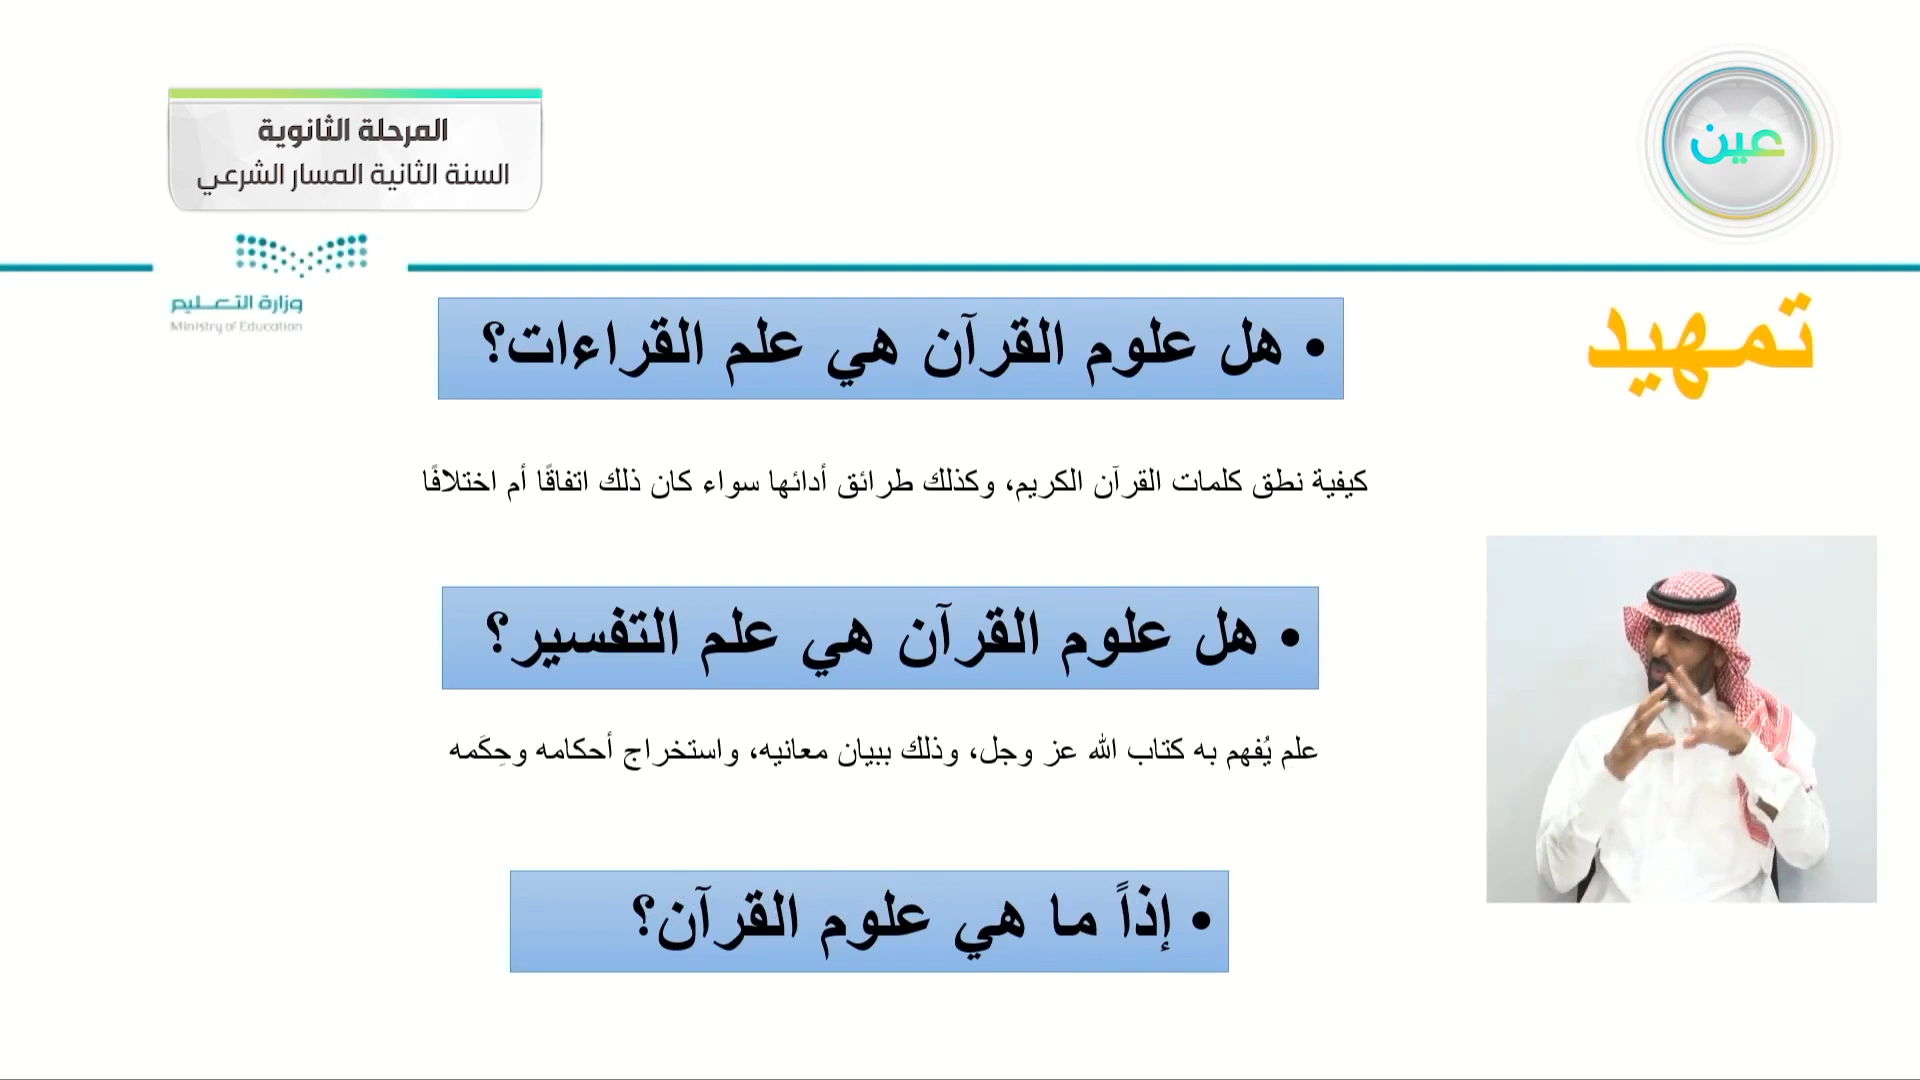 المرحلة الثانوية
السنة الثانية المسار الشرعي
عين
وزارة التعليم
Ministry of Education
تمهيد
• هل علوم القرآن هي علم القراءات؟
كيفية نطق كلمات القرآن الكريم، وكذلك طرائق أدائها سواء كان ذلك اتفاقًا أم اختلافًا
• هل علوم القرآن هي علم التفسير؟
علم يُفهم به كتاب الله عز وجل، وذلك ببيان معانيه، واستخراج أحكامه وحِكَمه
• إذاً ما هي علوم القرآن؟